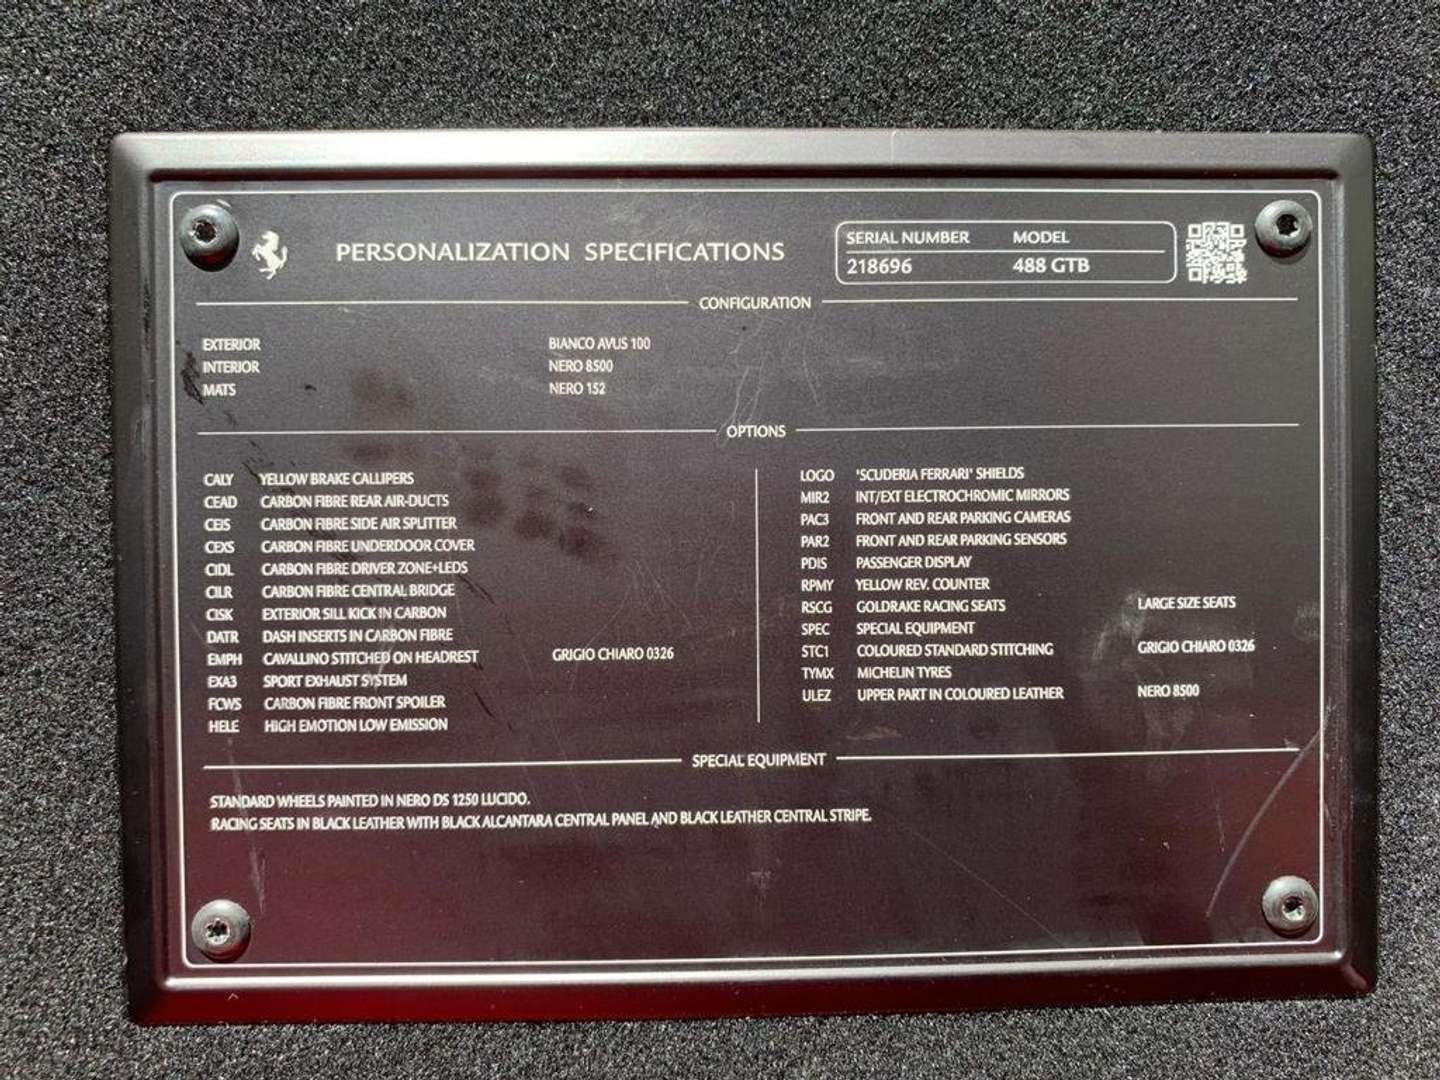 PERSONALIZATION SPECIFICATIONS
SERIAL NUMBER MODEL
218696 488 GTB
CONFIGURATION
EXTERIOR BIANCO AVUS 100
INTERIOR NERO 8500
MATS NERO 152
OPTIONS
CALY YELLOW BRAKE CALLIPERS
CEAD CARBON FIBRE REAR AIR-DUCTS
CEIS CARBON FIBRE SIDE AIR SPLITTER
CEXS CARBON FIBRE UNDERDOOR COVER
CIDL CARBON FIBRE DRIVER ZONE+LEDS
CILR CARBON FIBRE CENTRAL BRIDGE
CISK EXTERIOR SILL KICK IN CARBON
DATR DASH INSERTS IN CARBON FIBRE
EMPH CAVALLINO STITCHED ON HEADREST GRIGIO CHIARO 0326
EXA3 SPORT EXHAUST SYSTEM
FCWS CARBON FIBRE FRONT SPOILER
HELE HIGH EMOTION LOW EMISSION
LOGO 'SCUDERIA FERRARI' SHIELDS
MIR2 INT/EXT ELECTROCHROMIC MIRRORS
PAC3 FRONT AND REAR PARKING CAMERAS
PAR2 FRONT AND REAR PARKING SENSORS
PDIS PASSENGER DISPLAY
RPMY YELLOW REV. COUNTER
RSCG GOLDRAKE RACING SEATS LARGE SIZE SEATS
SPEC SPECIAL EQUIPMENT
STC1 COLOURED STANDARD STITCHING GRIGIO CHIARO 0326
TYMX MICHELIN TYRES
ULEZ UPPER PART IN COLOURED LEATHER NERO 8500
SPECIAL EQUIPMENT
STANDARD WHEELS PAINTED IN NERO DS 1250 LUCIDO.
RACING SEATS IN BLACK LEATHER WITH BLACK ALCANTARA CENTRAL PANEL AND BLACK LEATHER CENTRAL STRIPE.